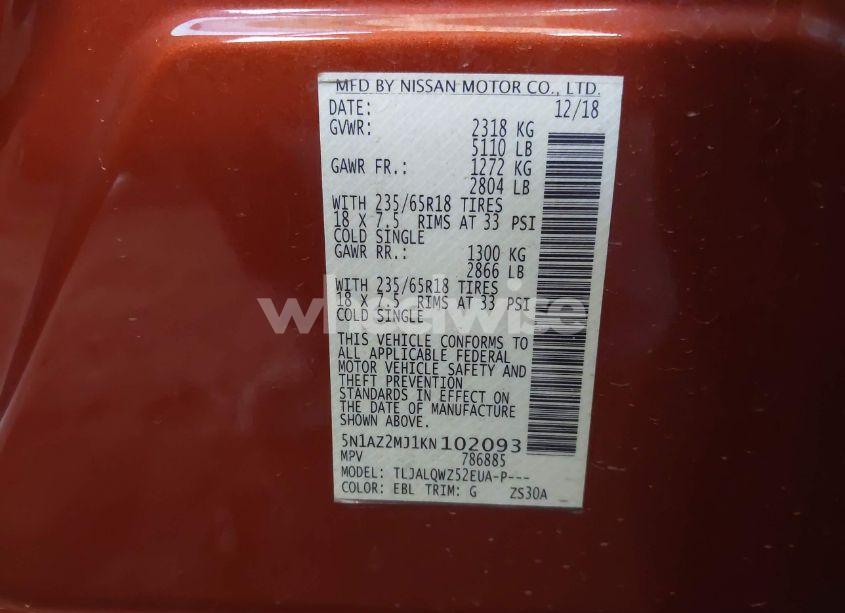 MFD BY NISSAN MOTOR CO., LTD.
DATE: 12/18
GVWR: 2318 KG
5110 LB
GAWR FR.: 1272 KG
2804 LB
WITH 235/65R18 TIRES
18 X 7.5 RIMS AT 33 PSI
COLD SINGLE
GAWR RR.: 1300 KG
2866 LB
WITH 235/65R18 TIRES
18 X 7.5 RIMS AT 33 PSI
COLD SINGLE
wheelwise
THIS VEHICLE CONFORMS TO
ALL APPLICABLE FEDERAL
MOTOR VEHICLE SAFETY AND
THEFT PREVENTION
STANDARDS IN EFFECT ON
THE DATE OF MANUFACTURE
SHOWN ABOVE.
5N1AZ2MJ1KN102093
MPV 786885
MODEL: TLJALQWZ52EUA-P---
COLOR: EBL TRIM: G ZS30A